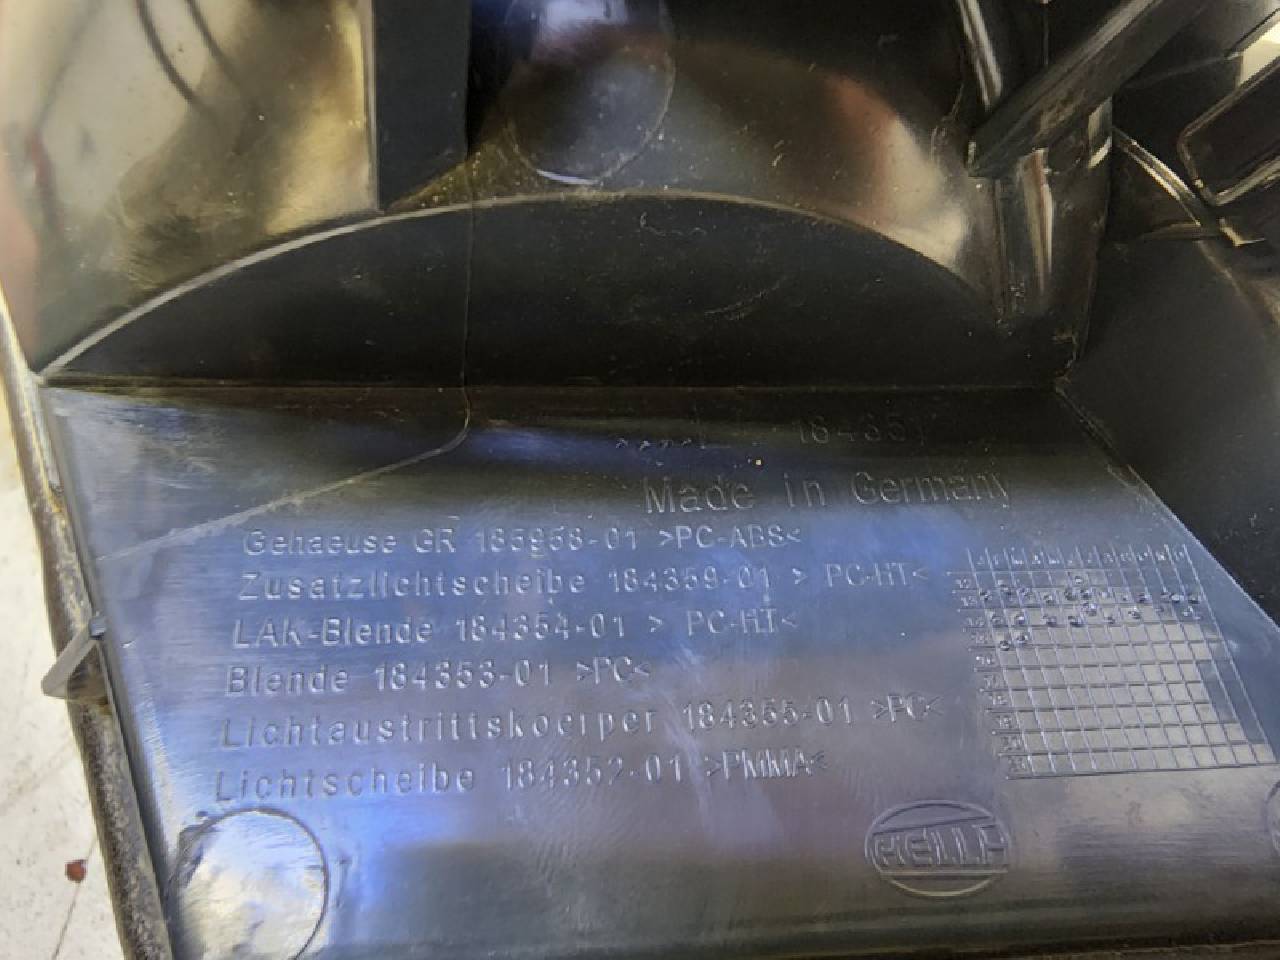 Made in Germany
Gehaeuse GR 185958-01 >PC-ABS<
Zusatzlichtscheibe 184359-01 > PC-HT<
LAK-Blende 184354-01 > PC-HT<
Blende 184353-01 >PC<
Lichtaustrittskoerper 184355-01 >PC<
Lichtscheibe 184352-01 >PMMA<
HELLA